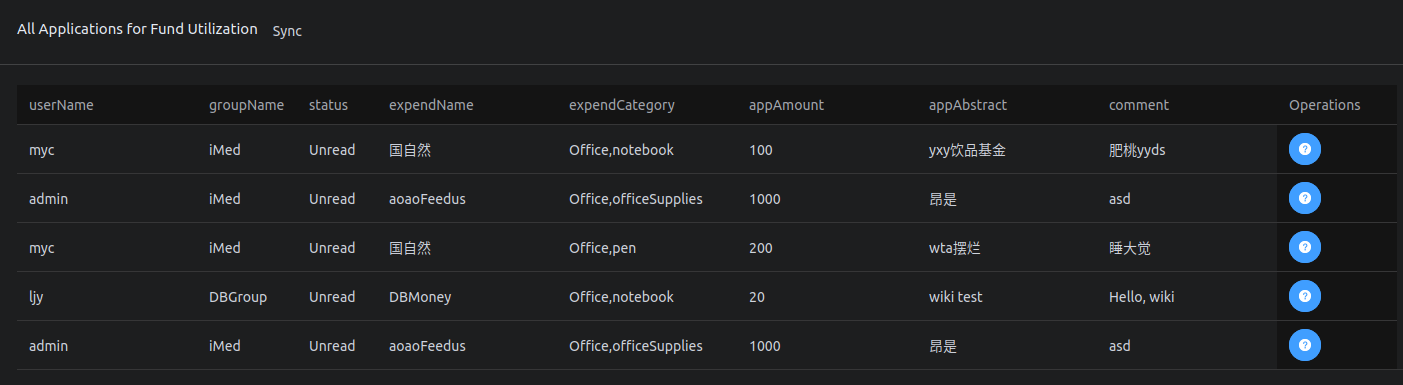 All Applications for Fund Utilization Sync
userName groupName status expendName expendCategory appAmount appAbstract comment Operations
myc iMed Unread 国自然 Office,notebook 100 yxy饮品基金 肥桃yyds
admin iMed Unread aoaoFeedus Office,officeSupplies 1000 昂是 asd
myc iMed Unread 国自然 Office,pen 200 wta摆烂 睡大觉
ljy DBGroup Unread DBMoney Office,notebook 20 wiki test Hello, wiki
admin iMed Unread aoaoFeedus Office,officeSupplies 1000 昂是 asd